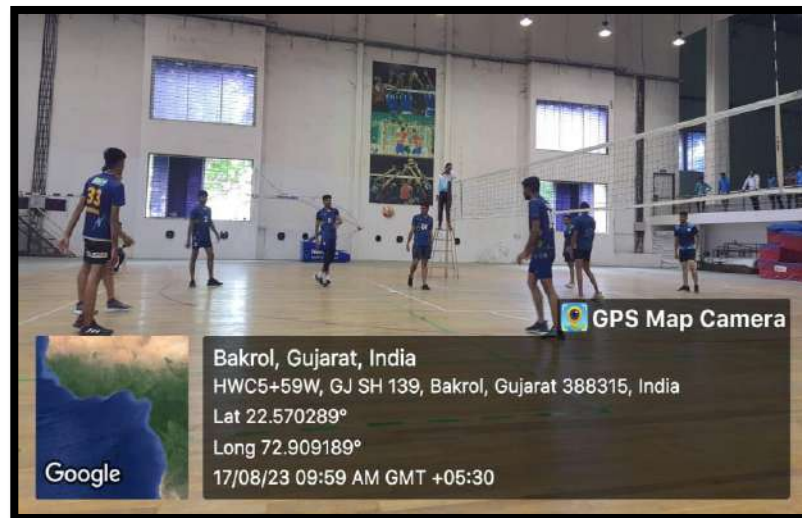 33
GPS Map Camera
Bakrol, Gujarat, India
HWC5+59W, GJ SH 139, Bakrol, Gujarat 388315, India
Lat 22.570289°
Long 72.909189°
17/08/23 09:59 AM GMT +05:30
Google